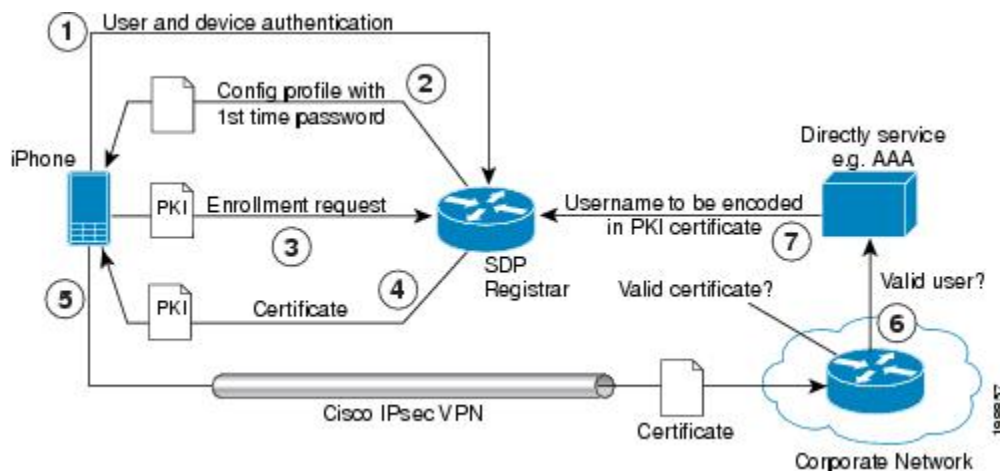 1
User and device authentication
Config profile with
1st time password
2
iPhone
PKI
Enrollment request
3
SDP
Registrar
Directly service
e.g. AAA
Username to be encoded
in PKI certificate
7
5
PKI
Certificate
4
Valid certificate?
Valid user?
6
Cisco IPsec VPN
Certificate
Corporate Network